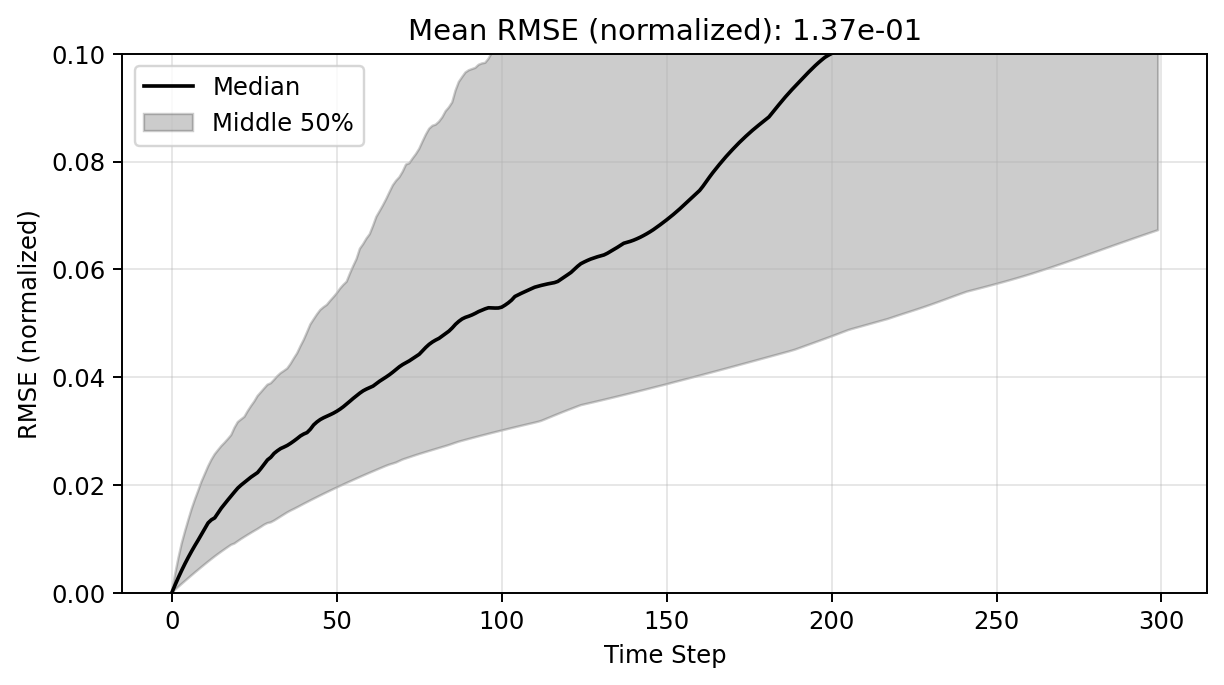 Mean RMSE (normalized): 1.37e-01
Median
Middle 50%
RMSE (normalized)
0.10
0.08
0.06
0.04
0.02
0.00
0 50 100 150 200 250 300
Time Step